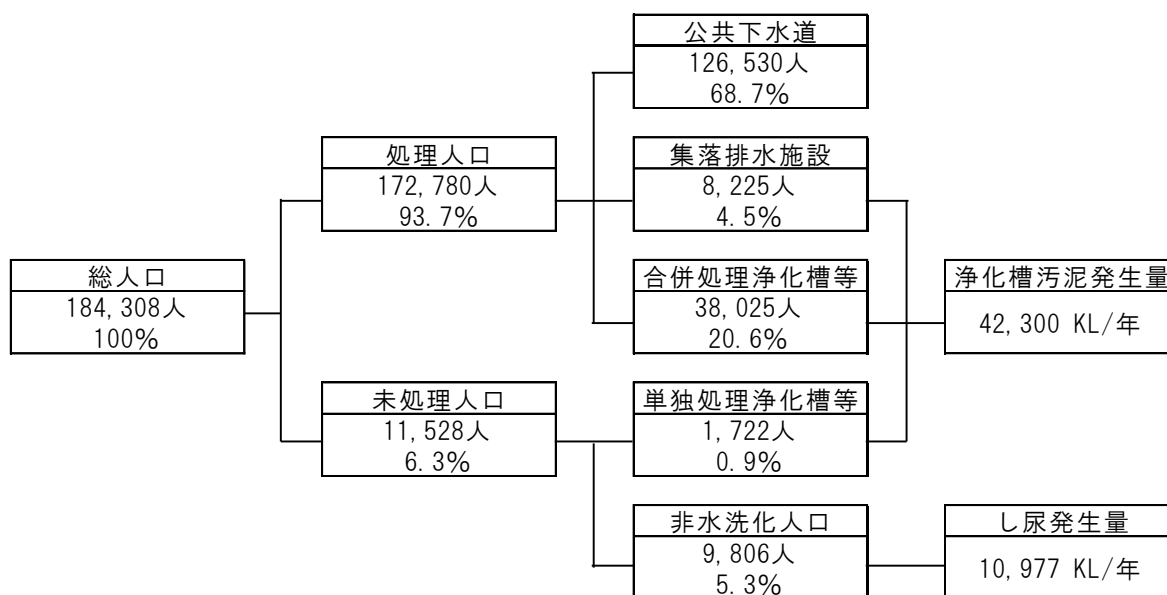 総人口
184,308人
100%
処理人口
172,780人
93.7%
未処理人口
11,528人
6.3%
公共下水道
126,530人
68.7%
集落排水施設
8,225人
4.5%
合併処理浄化槽等
38,025人
20.6%
単独処理浄化槽等
1,722人
0.9%
非水洗化人口
9,806人
5.3%
浄化槽汚泥発生量
42,300 KL/年
し尿発生量
10,977 KL/年